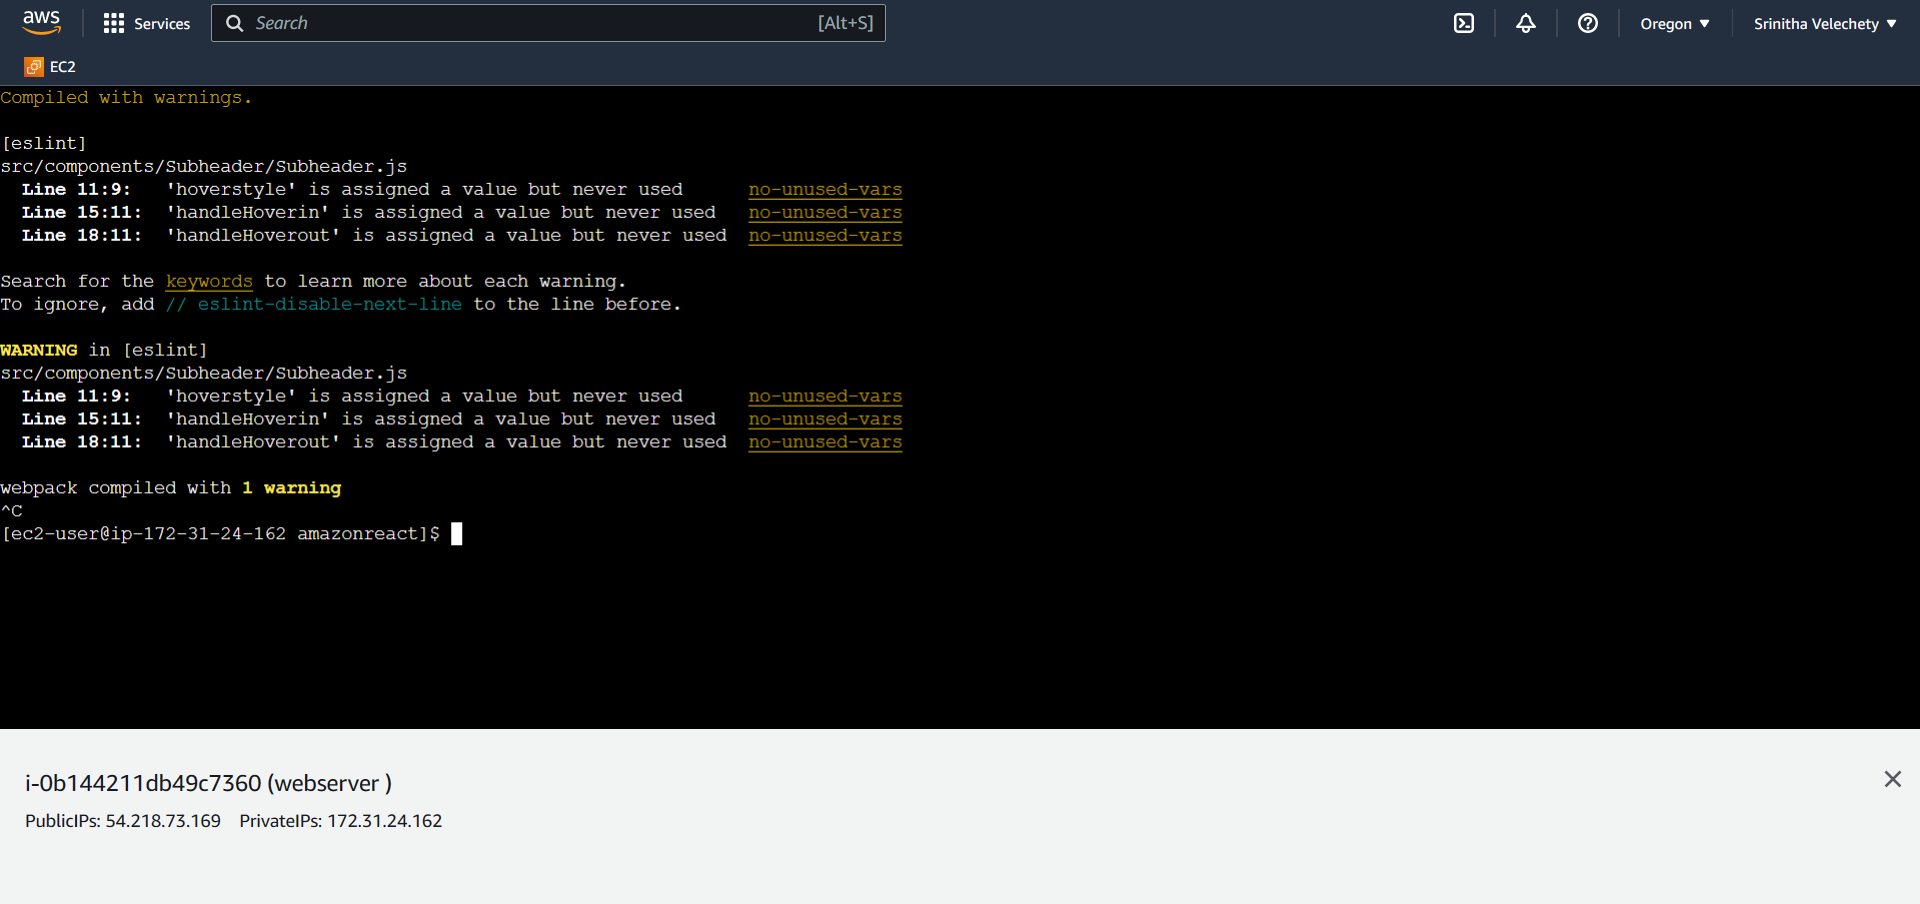 aws Services Search [Alt+S] Oregon Srinitha Velechety
EC2
Compiled with warnings.
[eslint]
src/components/Subheader/Subheader.js
Line 11:9: 'hoverstyle' is assigned a value but never used no-unused-vars
Line 15:11: 'handleHoverin' is assigned a value but never used no-unused-vars
Line 18:11: 'handleHoverout' is assigned a value but never used no-unused-vars
Search for the keywords to learn more about each warning.
To ignore, add // eslint-disable-next-line to the line before.
WARNING in [eslint]
src/components/Subheader/Subheader.js
Line 11:9: 'hoverstyle' is assigned a value but never used no-unused-vars
Line 15:11: 'handleHoverin' is assigned a value but never used no-unused-vars
Line 18:11: 'handleHoverout' is assigned a value but never used no-unused-vars
webpack compiled with 1 warning
^C
[ec2-user@ip-172-31-24-162 amazonreact]$
i-0b144211db49c7360 (webserver )
PublicIPs: 54.218.73.169 PrivateIPs: 172.31.24.162